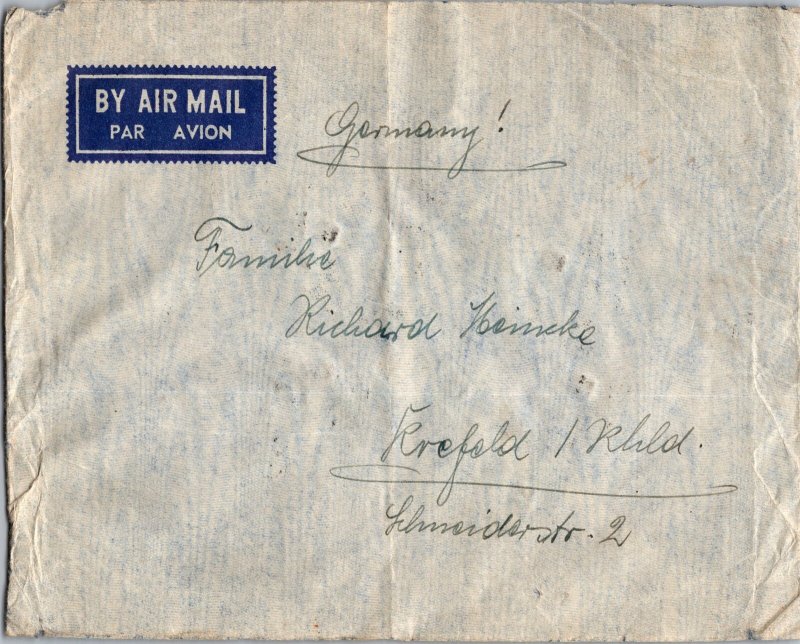 BY AIR MAIL
PAR AVION
Germany!
Familie
Richard Heincke
Krefeld / Rhld.
Schneiderstr. 2